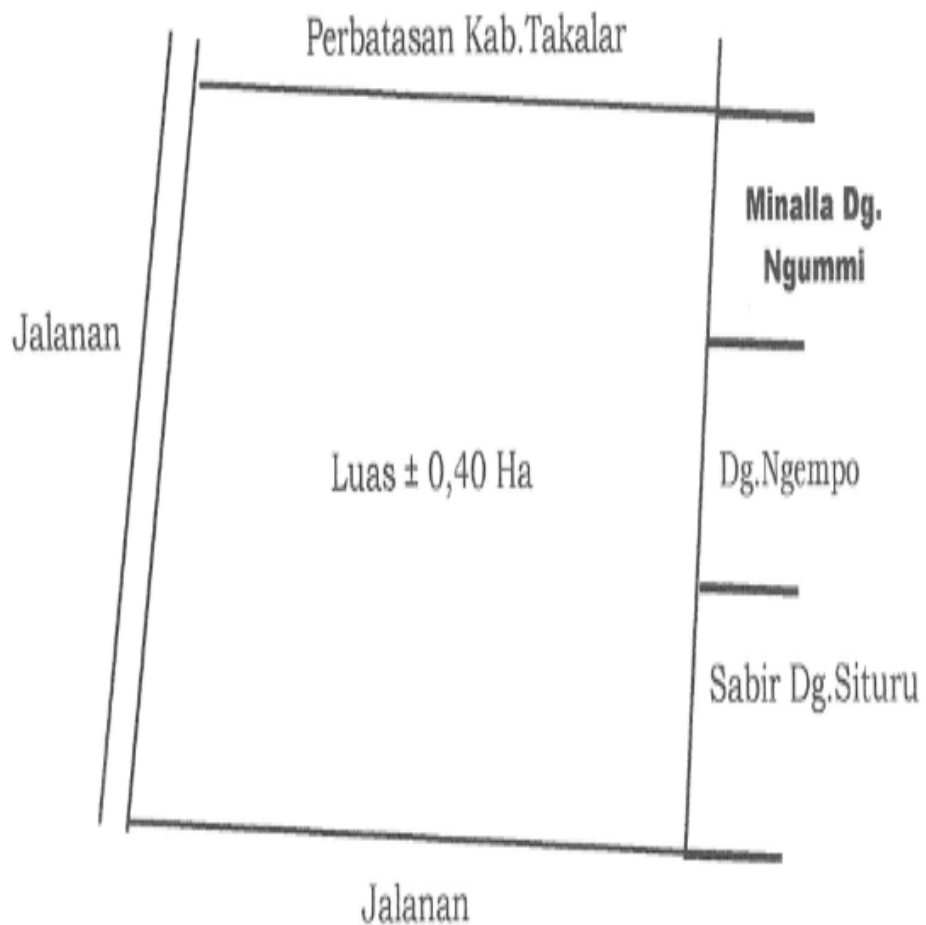 Perbatasan Kab.Takalar
Minalla Dg.
Ngummi
Jalanan
Luas ± 0,40 Ha
Dg.Ngempo
Sabir Dg.Situru
Jalanan